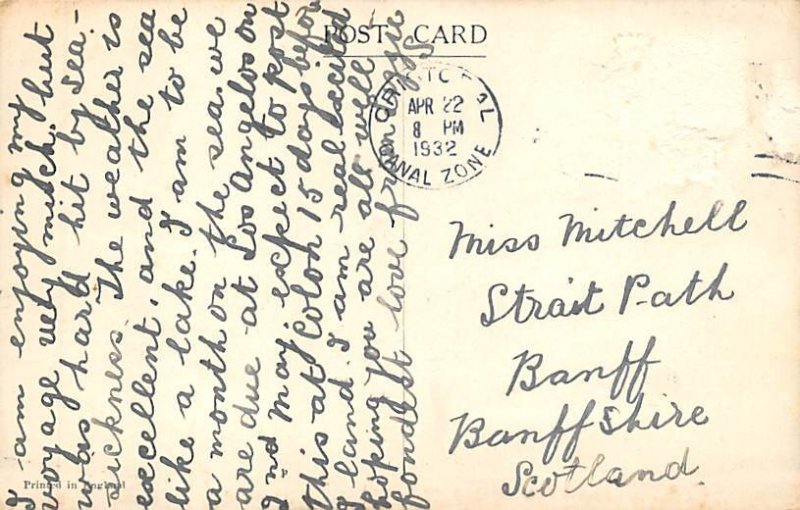 POST CARD
CRISTOBAL
APR 22
8 PM
1932
CANAL ZONE
I am enjoying my
voyage very much, but
was hard hit by sea-
sickness. The weather is
excellent, and the sea
like a lake. I am to be
a month on the sea. we
are due at Los Angelos on
2nd May. expect to post
this at Colon 15 days before
I land. I am real excited
hoping you are all well
fondest love from
Miss Mitchell
Strait Path
Banff
Banffshire
Scotland.
Printed in England